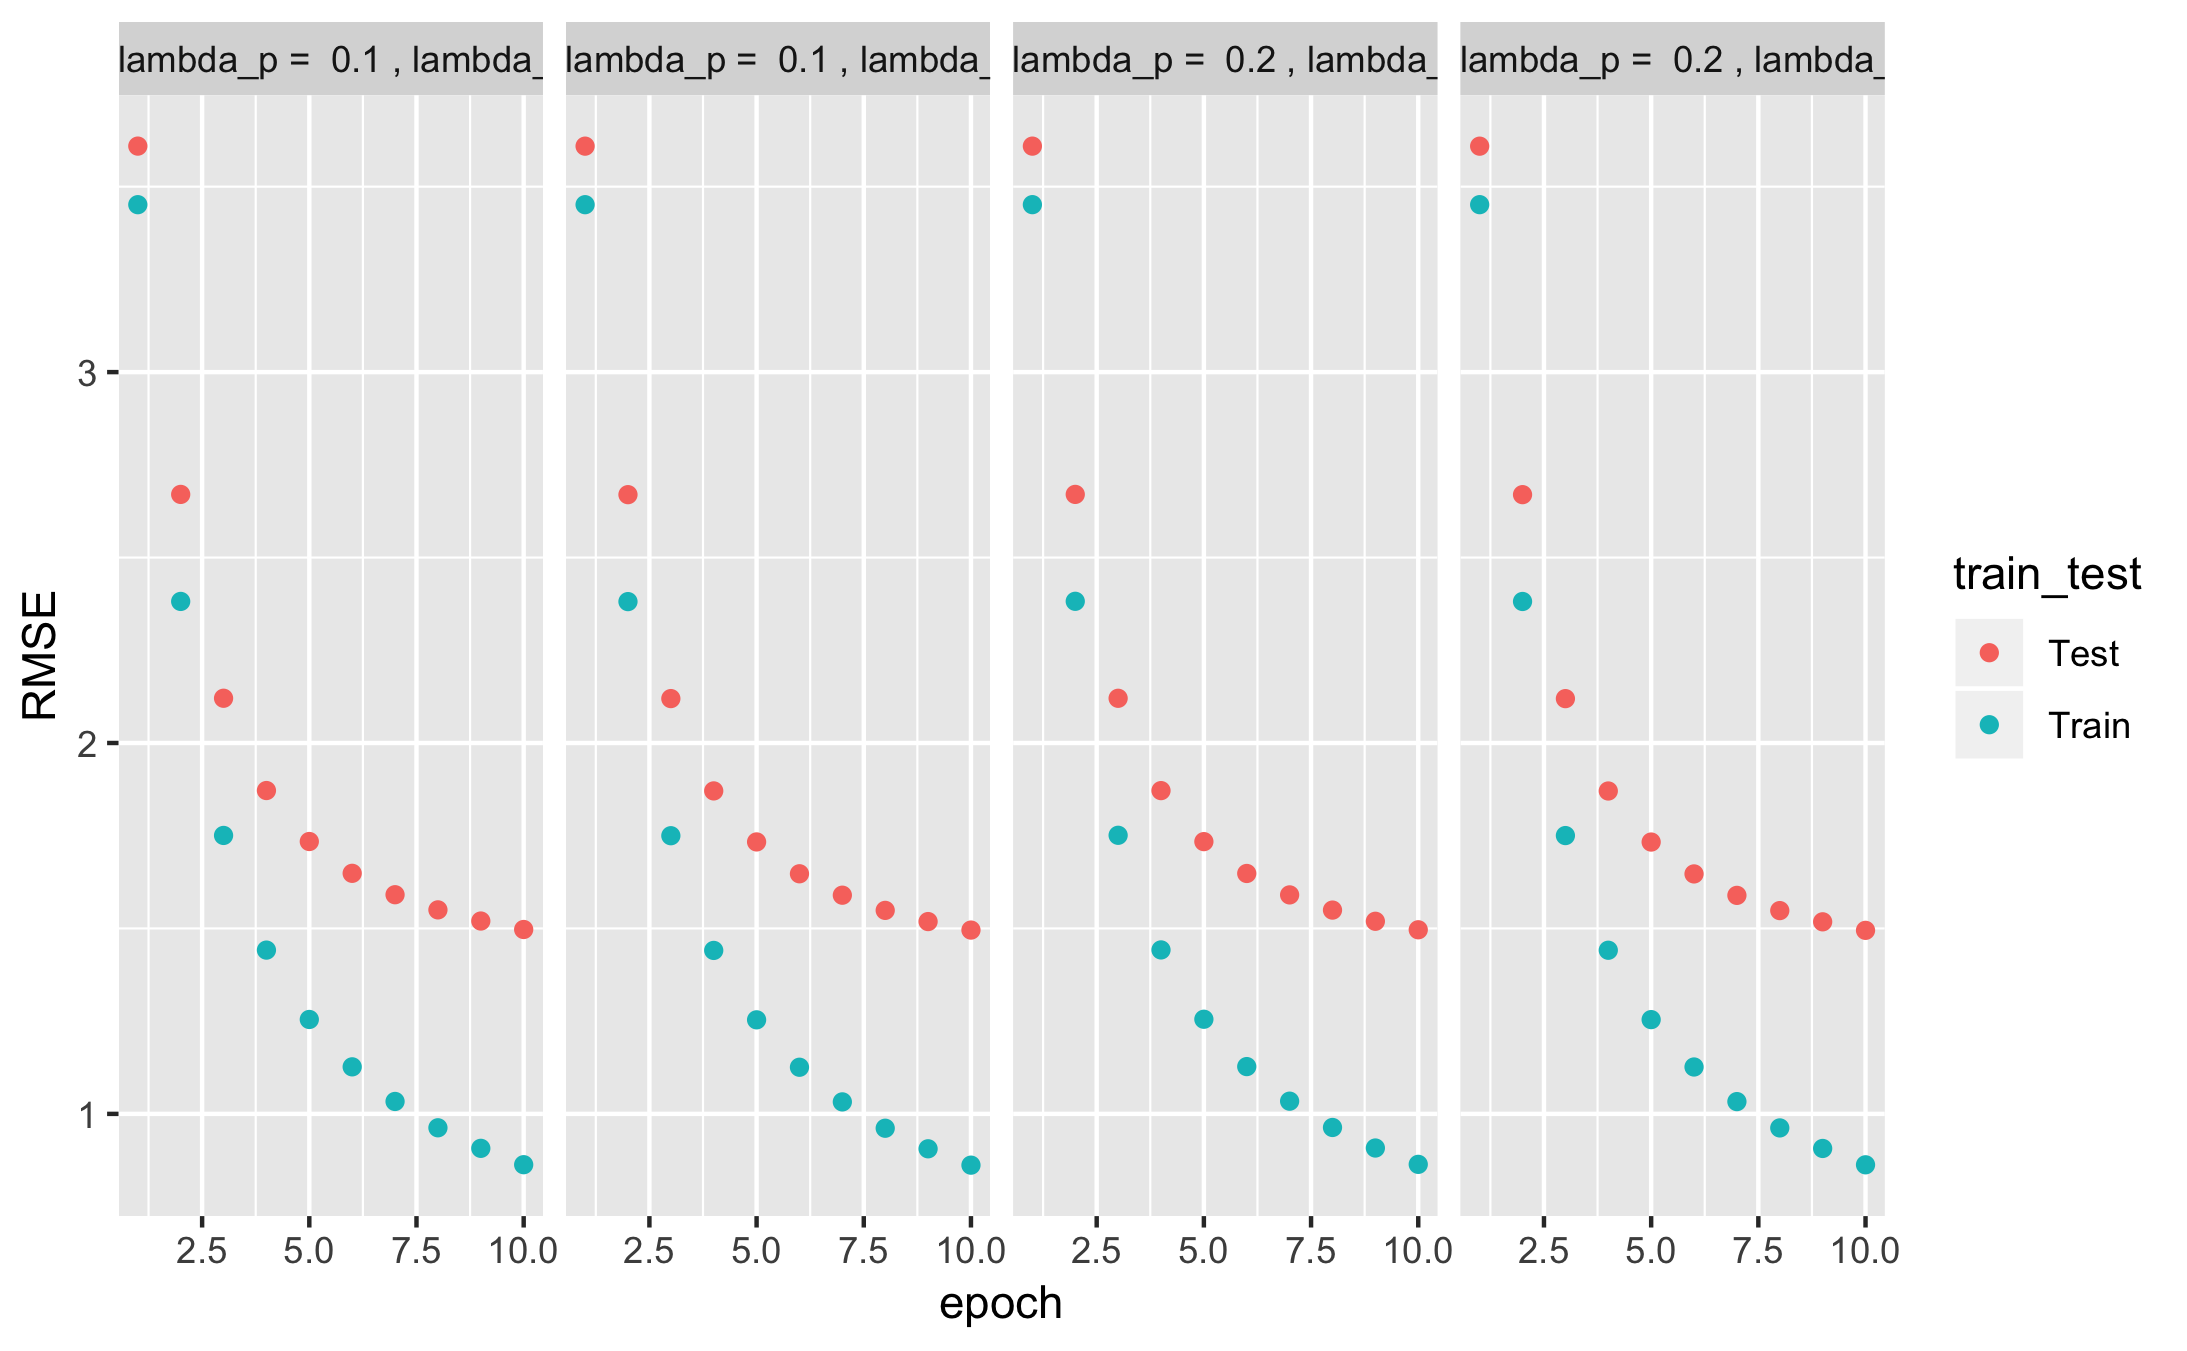 lambda_p =  0.1 , lambda_
lambda_p =  0.1 , lambda_
lambda_p =  0.2 , lambda_
lambda_p =  0.2 , lambda_
RMSE
3
2
1
2.5 5.0 7.5 10.0
2.5 5.0 7.5 10.0
2.5 5.0 7.5 10.0
2.5 5.0 7.5 10.0
epoch
train_test
Test
Train